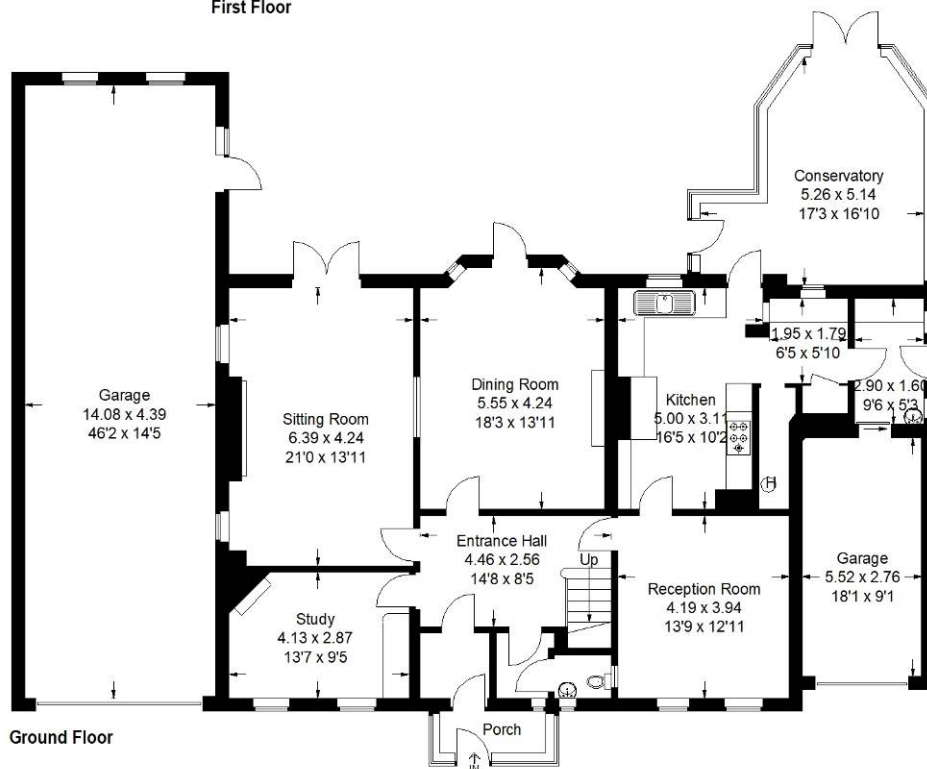 First Floor
Conservatory
5.26 x 5.14
17'3 x 16'10
1.95 x 1.79
6'5 x 5'10
2.90 x 1.60
9'6 x 5'3
Garage
14.08 x 4.39
46'2 x 14'5
Sitting Room
6.39 x 4.24
21'0 x 13'11
Dining Room
5.55 x 4.24
18'3 x 13'11
Kitchen
5.00 x 3.11
16'5 x 10'2
H
Entrance Hall
4.46 x 2.56
14'8 x 8'5
Up
Reception Room
4.19 x 3.94
13'9 x 12'11
Garage
5.52 x 2.76
18'1 x 9'1
Study
4.13 x 2.87
13'7 x 9'5
Porch
IN
Ground Floor